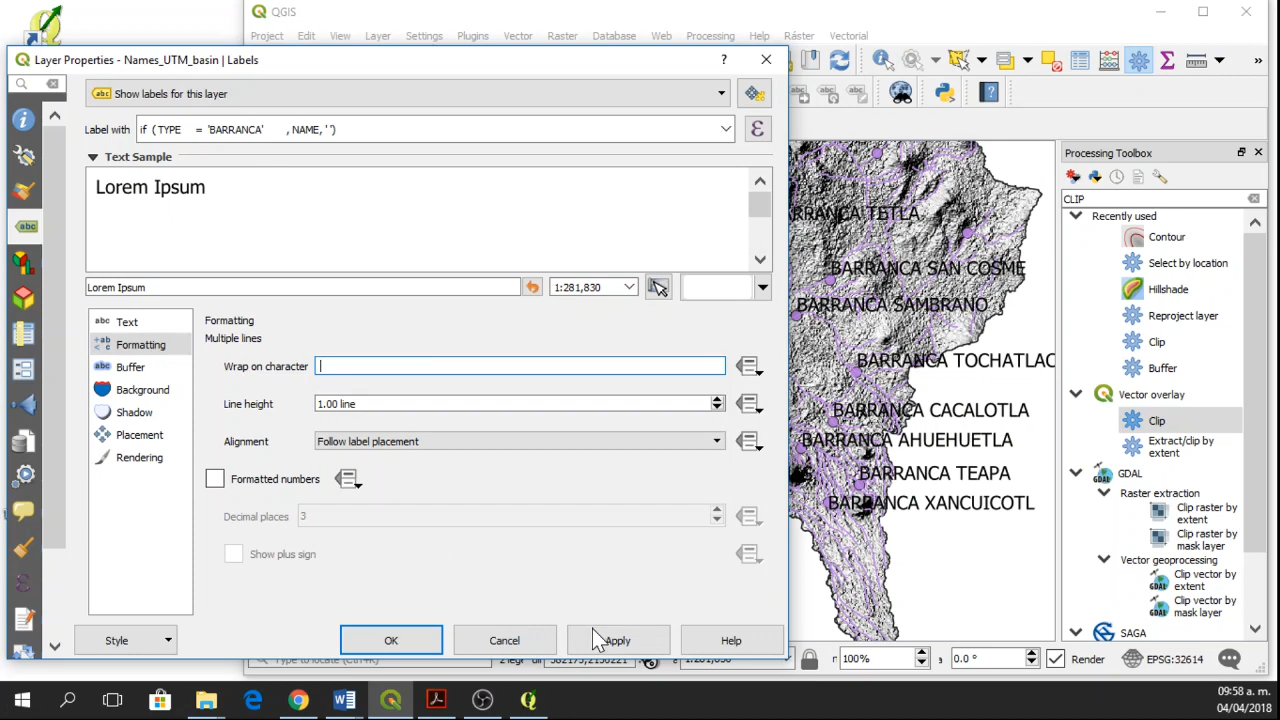 QGIS
Project Edit View Layer Settings Plugins Vector Raster Database Web Processing Help Ráster Vectorial
Layer Properties - Names_UTM_basin | Labels
Show labels for this layer
Label with if (TYPE = 'BARRANCA' , NAME,'')
Text Sample
Lorem Ipsum
Lorem Ipsum
1:281,830
abc Text
Formatting
Buffer
Background
Shadow
Placement
Rendering
Formatting
Multiple lines
Wrap on character
Line height 1.00 line
Alignment Follow label placement
Formatted numbers
Decimal places 3
Show plus sign
Style OK Cancel Apply Help
RRANCA TETLA
BARRANCA SAN COSME
BARRANCA SAMBRANO
BARRANCA TOCHATLAC
BARRANCA CACALOTLA
BARRANCA AHUEHUETLA
BARRANCA TEAPA
BARRANCA XANCUICOTL
Processing Toolbox
CLIP
Recently used
Contour
Select by location
Hillshade
Reproject layer
Clip
Buffer
Vector overlay
Clip
Extract/clip by
extent
GDAL
Raster extraction
Clip raster by
extent
Clip raster by
mask layer
Vector geoprocessing
Clip vector by
extent
Clip vector by
mask layer
SAGA
100% 0.0° Render EPSG:32614
09:58 a. m.
04/04/2018